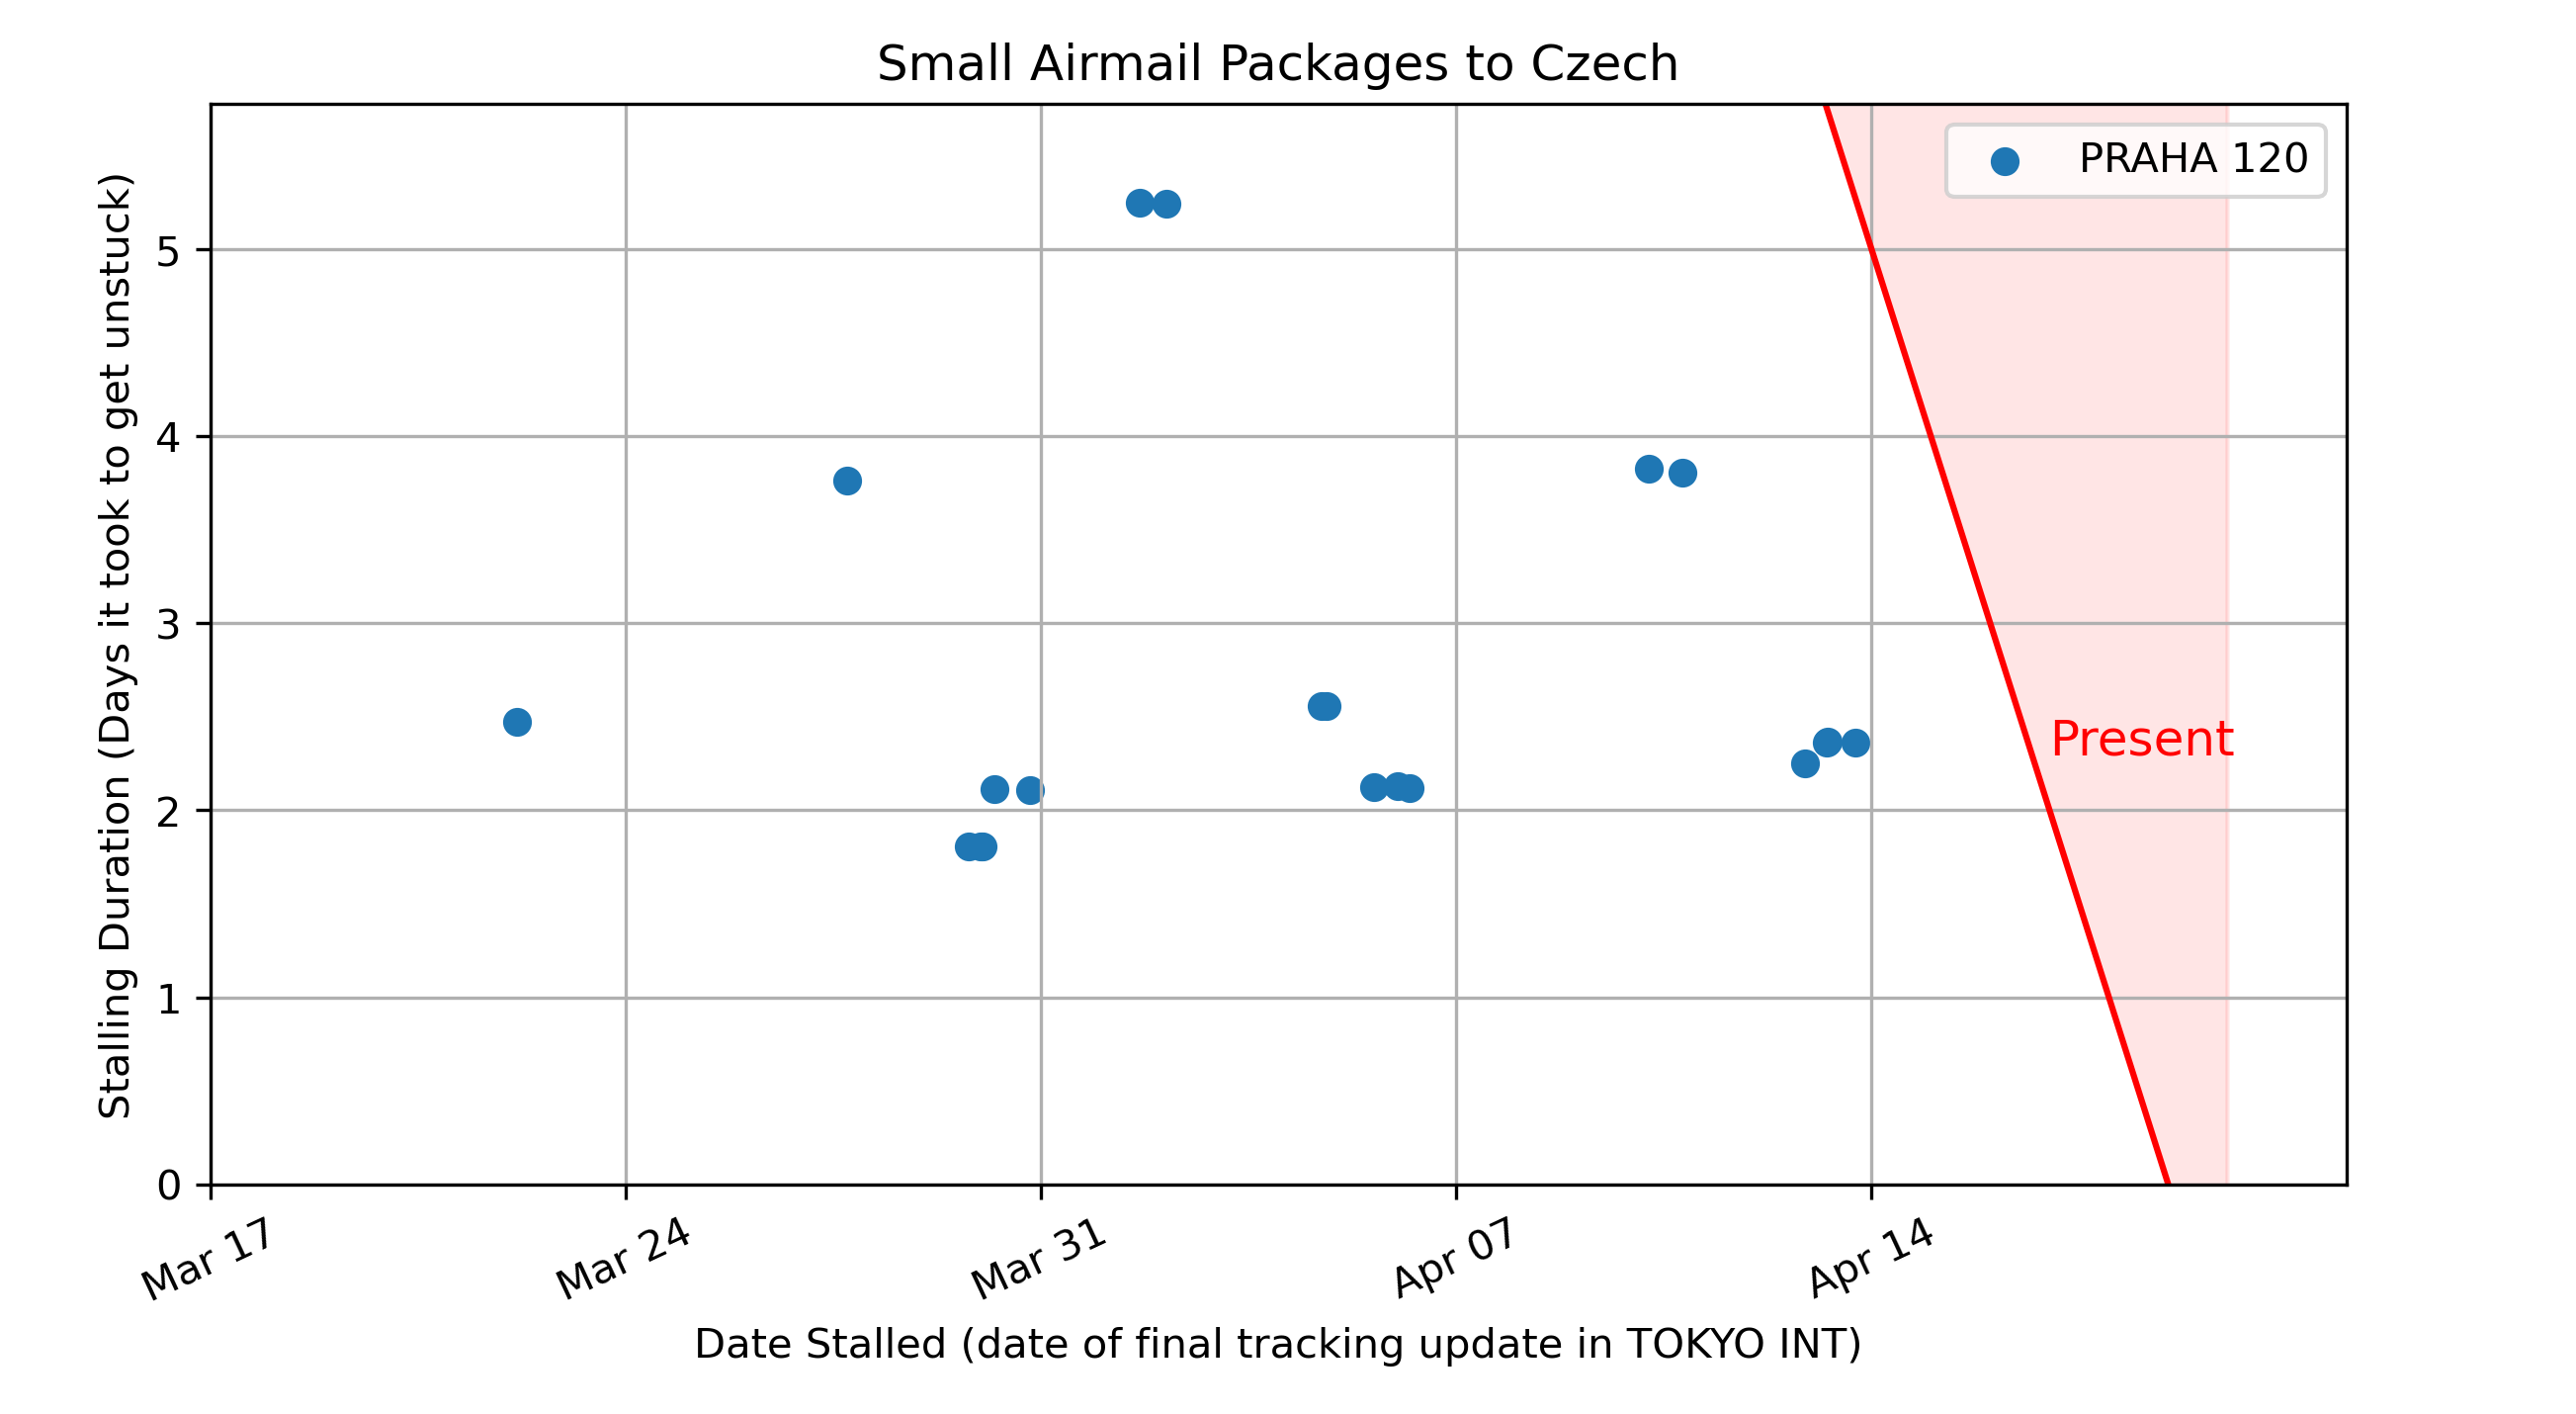 Small Airmail Packages to Czech
PRAHA 120
Stalling Duration (Days it took to get unstuck)
5
4
3
2
1
0
Present
Mar 17
Mar 24
Mar 31
Apr 07
Apr 14
Date Stalled (date of final tracking update in TOKYO INT)